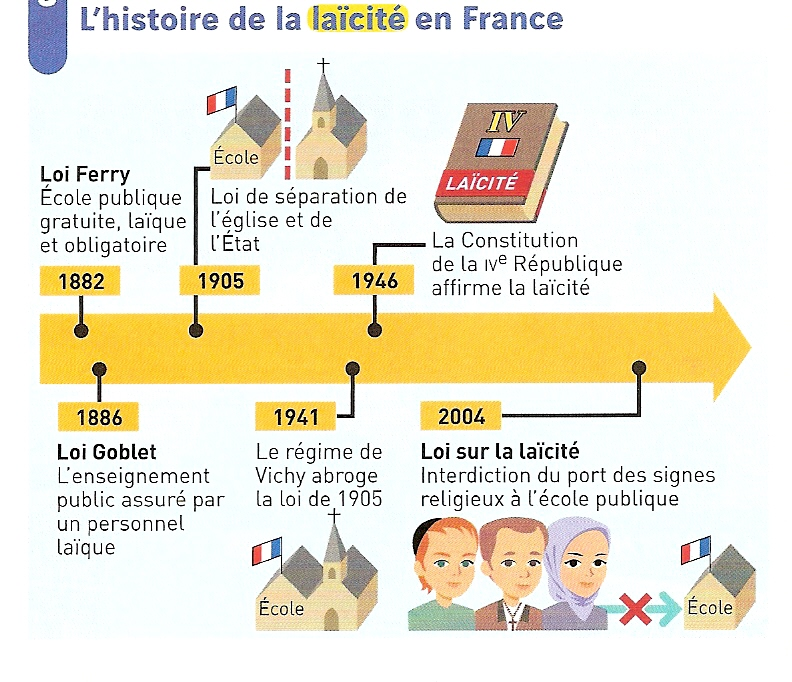 L'histoire de la laïcité en France
École
Loi Ferry
École publique
gratuite, laïque
et obligatoire
1882
Loi de séparation de
l'église et de
l'État
1905
IV
LAÏCITÉ
La Constitution
de la IVe République
affirme la laïcité
1946
1886
Loi Goblet
L'enseignement
public assuré par
un personnel
laïque
1941
Le régime de
Vichy abroge
la loi de 1905
École
2004
Loi sur la laïcité
Interdiction du port des signes
religieux à l'école publique
École